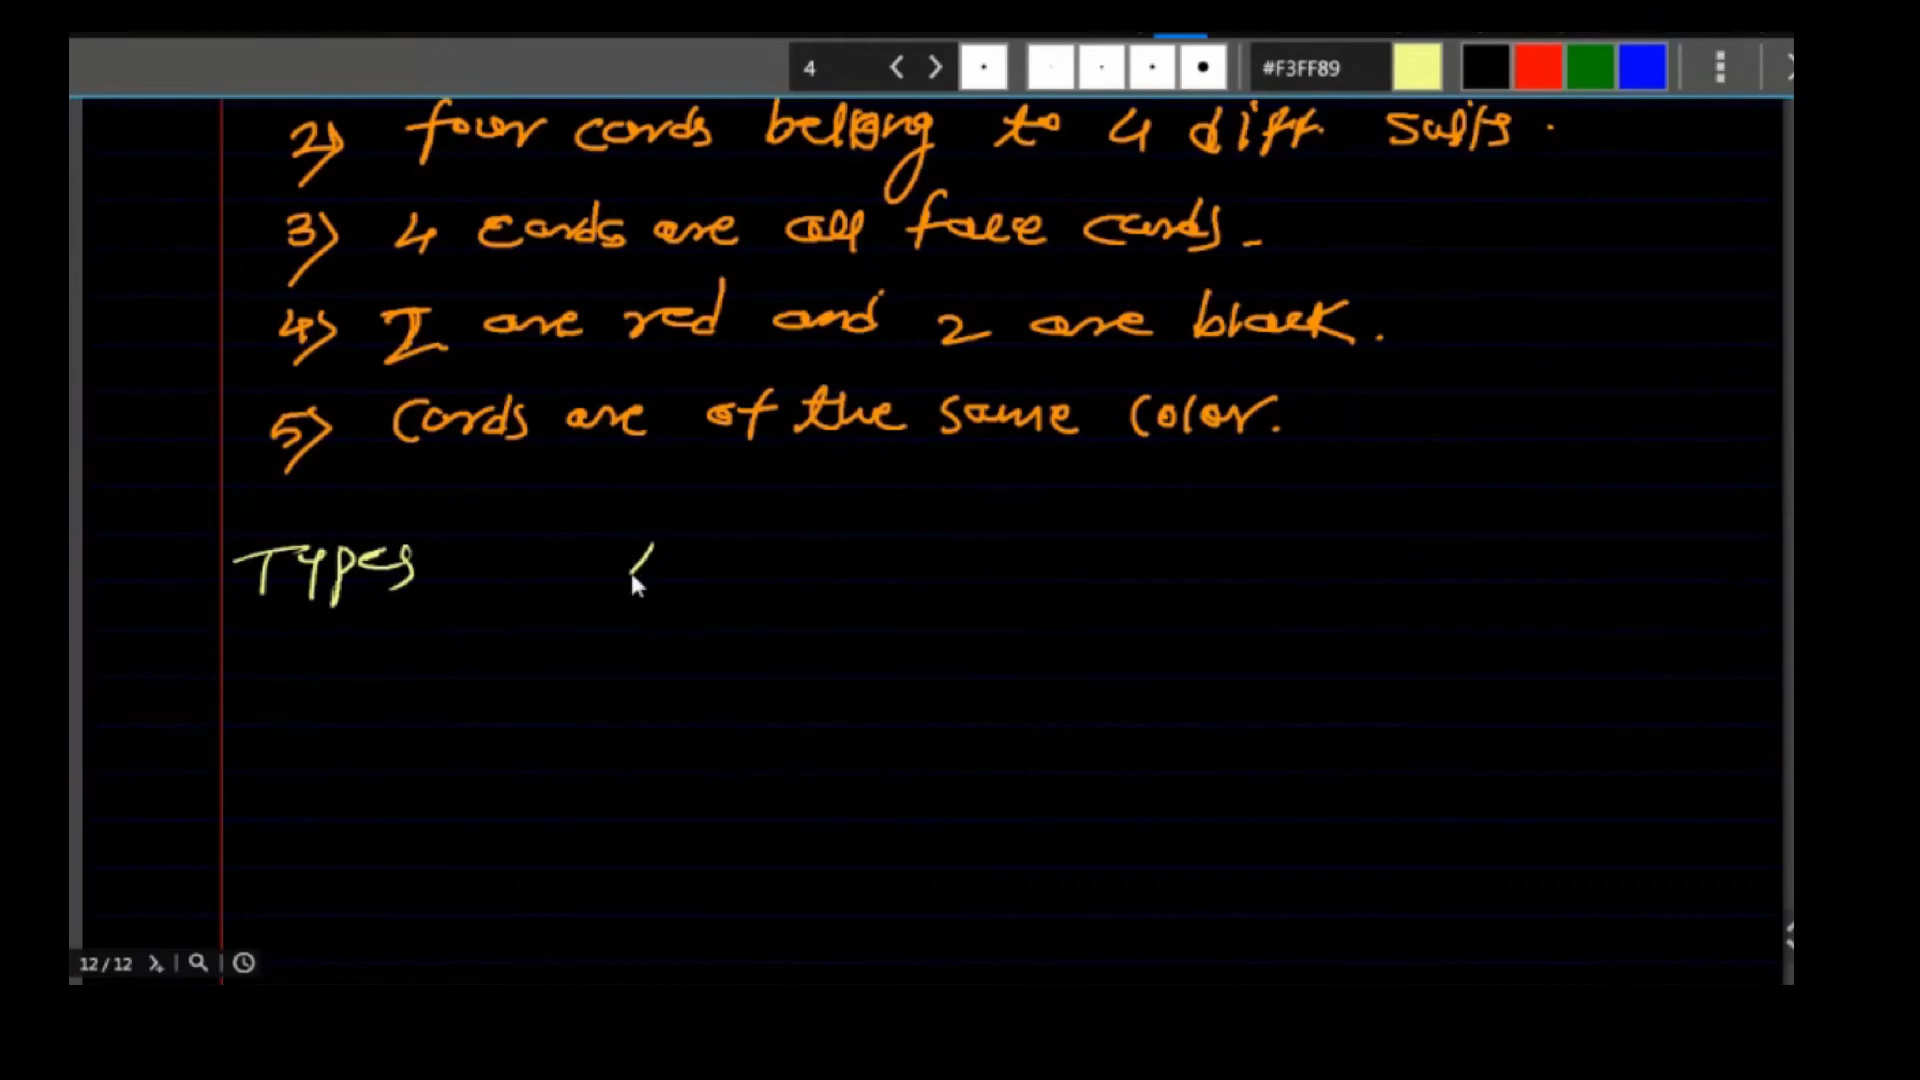 4 #F3FF89
2) four cards belong to 4 diff. suits.
3) 4 cards are all face cards.
4) 2 are red and 2 are black.
5) Cards are of the same color.
Types
12/12